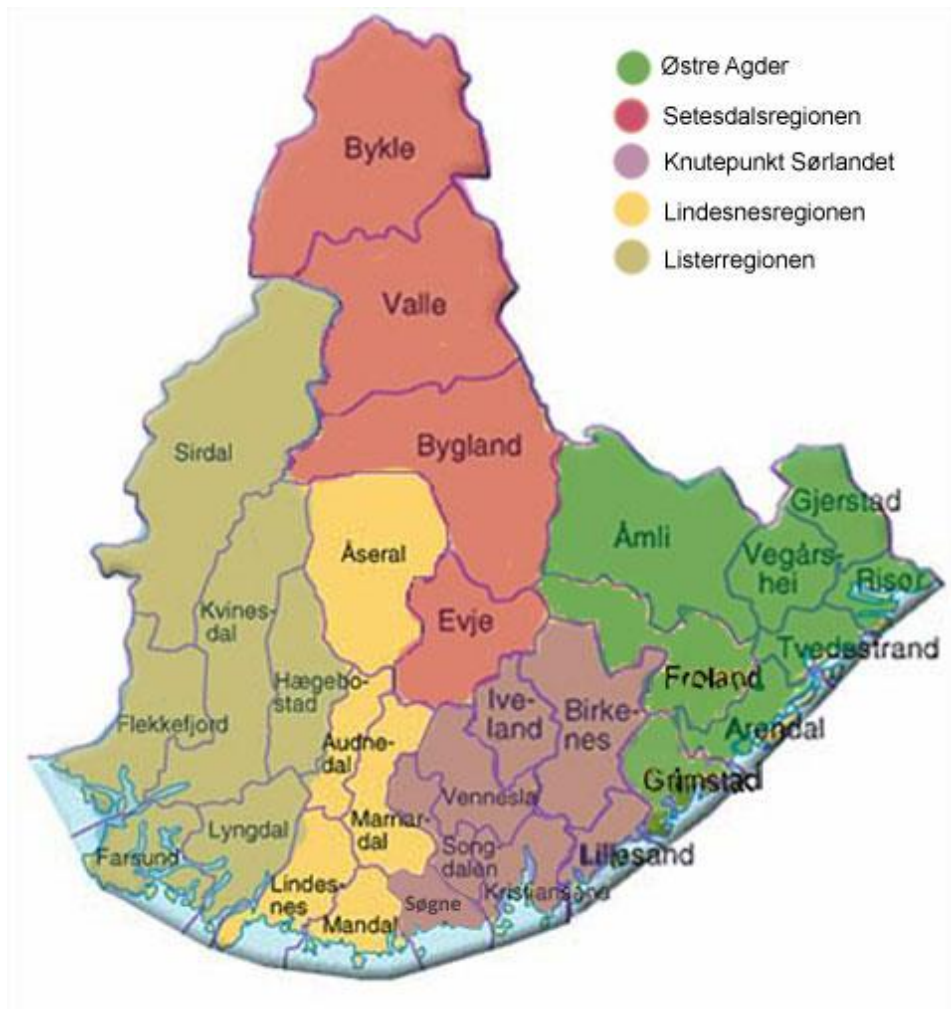 Østre Agder
Setesdalsregionen
Knutepunkt Sørlandet
Lindesnesregionen
Listerregionen
Bykle
Valle
Bygland
Sirdal
Åseral
Evje
Åmli
Gjerstad
Vegårs-
hei
Risør
Tvedestrand
Froland
Arendal
Grimstad
Kvines-
dal
Hægebo-
stad
Flekkefjord
Audne-
dal
Ive-
land
Birke-
nes
Vennesla
Marnar-
dal
Lyngdal
Farsund
Song-
dalen
Lillesand
Kristiansand
Lindes-
nes
Søgne
Mandal